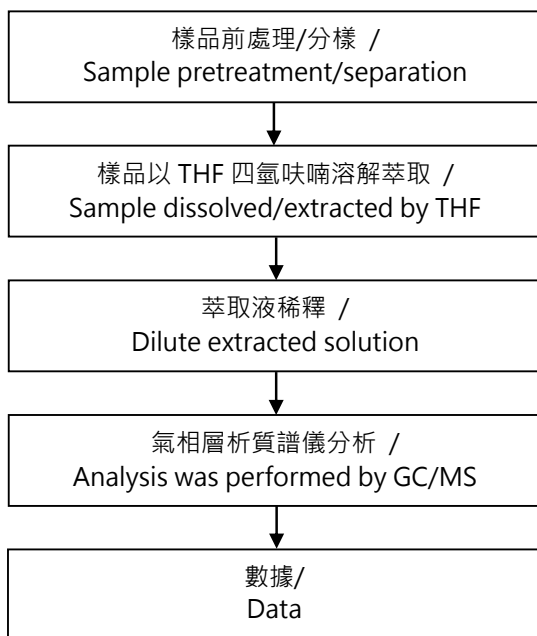 樣品前處理/分樣 /
Sample pretreatment/separation
樣品以 THF 四氫呋喃溶解萃取 /
Sample dissolved/extracted by THF
萃取液稀釋 /
Dilute extracted solution
氣相層析質譜儀分析 /
Analysis was performed by GC/MS
數據/
Data